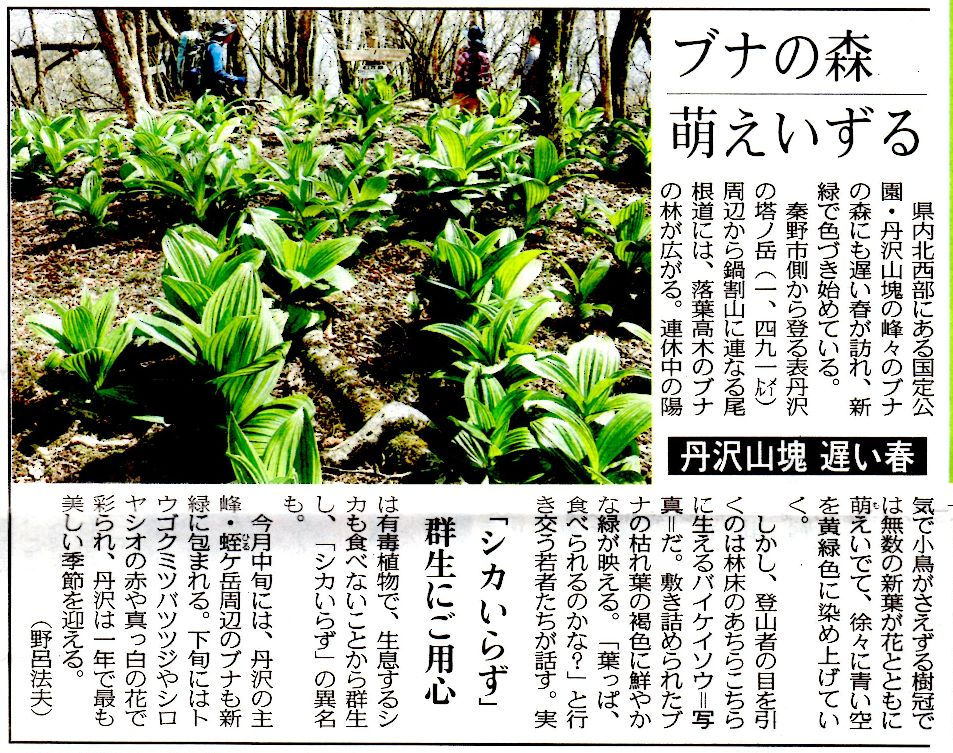 ブナの森
萌えいずる
県内北西部にある国定公
園・丹沢山塊の峰々のブナ
の森にも遅い春が訪れ、新
緑で色づき始めている。
秦野市側から登る表丹沢
の塔ノ岳（一、四九一㍍）
周辺から鍋割山に連なる尾
根道には、落葉高木のブナ
の林が広がる。連休中の陽
丹沢山塊 遅い春
気で小鳥がさえずる樹冠で
は無数の新葉が花とともに
萌えいでて、徐々に青い空
を黄緑色に染め上げてい
く。
しかし、登山者の目を引
くのは林床のあちらこちら
に生えるバイケイソウ＝写
真＝だ。敷き詰められたブ
ナの枯れ葉の褐色に鮮やか
な緑が映える。「葉っぱ、
食べられるのかな？」と行
き交う若者たちが話す。実
「シカいらず」
群生にご用心
は有毒植物で、生息するシ
カも食べないことから群生
し、「シカいらず」の異名
も。
今月中旬には、丹沢の主
峰・蛭ケ岳周辺のブナも新
緑に包まれる。下旬にはト
ウゴクミツバツツジやシロ
ヤシオの赤や真っ白の花で
彩られ、丹沢は一年で最も
美しい季節を迎える。
（野呂法夫）